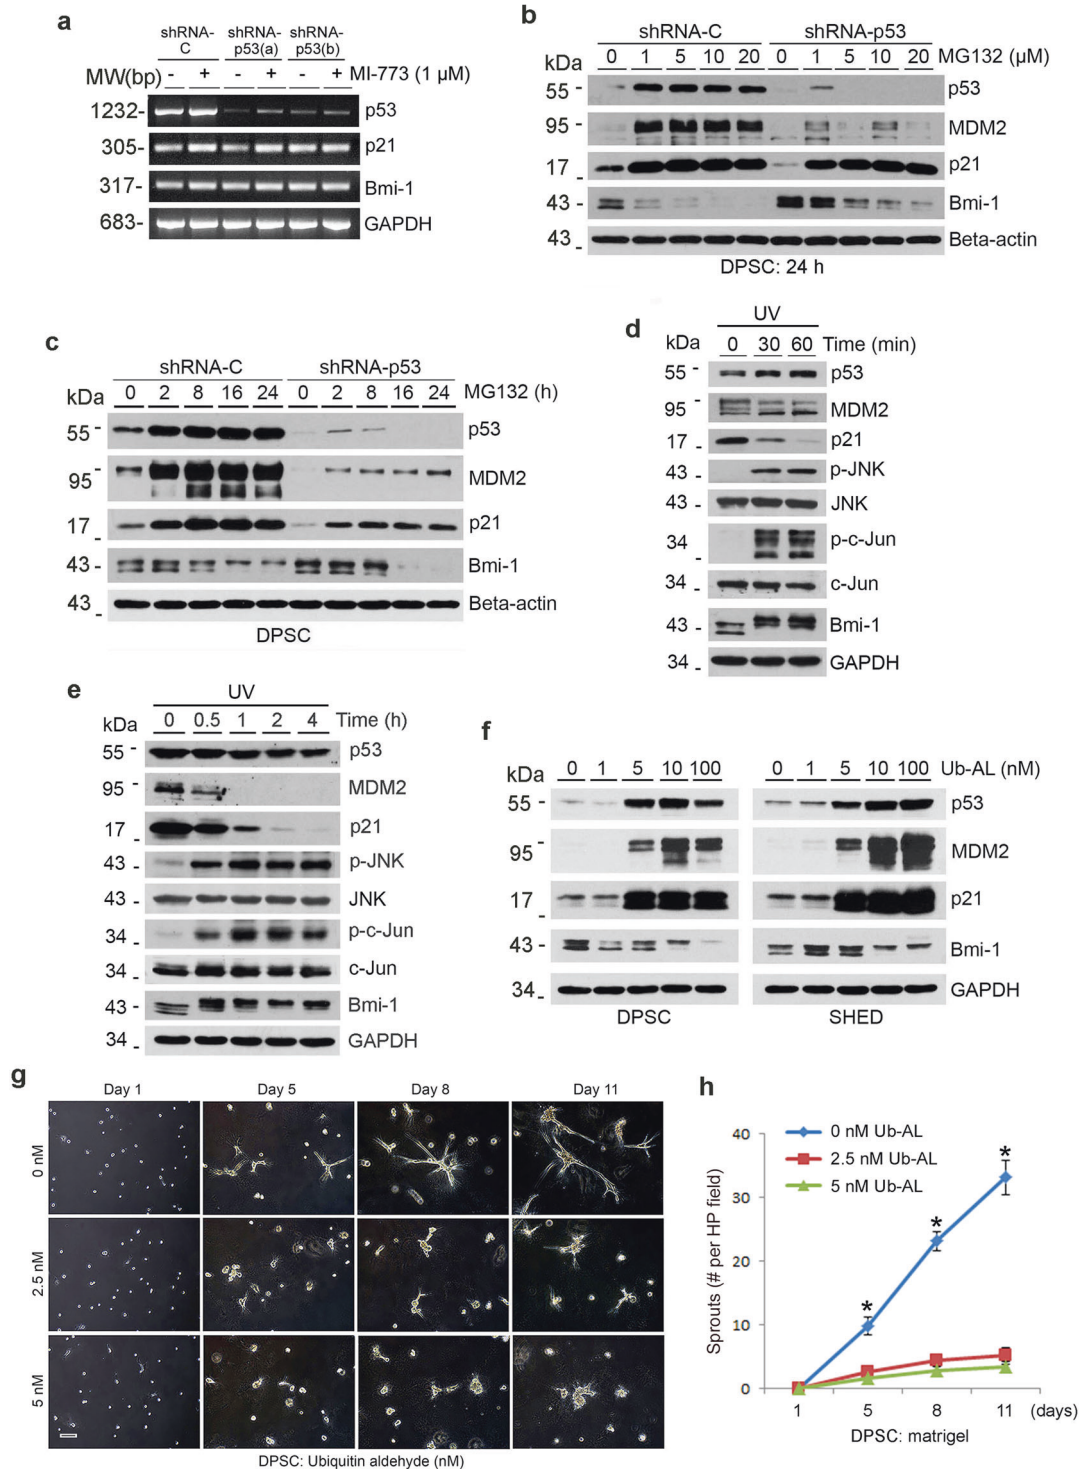 a
shRNA-C shRNA-p53(a) shRNA-p53(b)
MW(bp) - + - + - + MI-773 (1 μM)
1232- p53
305- p21
317- Bmi-1
683- GAPDH
b
shRNA-C shRNA-p53
kDa 0 1 5 10 20 0 1 5 10 20 MG132 (μM)
55 - p53
95 - MDM2
17 - p21
43 - Bmi-1
43 - Beta-actin
DPSC: 24 h
c
shRNA-C shRNA-p53
kDa 0 2 8 16 24 0 2 8 16 24 MG132 (h)
55 - p53
95 - MDM2
17 - p21
43 - Bmi-1
43 - Beta-actin
DPSC
d
UV
kDa 0 30 60 Time (min)
55 - p53
95 - MDM2
17 - p21
43 - p-JNK
43 - JNK
34 - p-c-Jun
34 - c-Jun
43 - Bmi-1
34 - GAPDH
e
UV
kDa 0 0.5 1 2 4 Time (h)
55 - p53
95 - MDM2
17 - p21
43 - p-JNK
43 - JNK
34 - p-c-Jun
34 - c-Jun
43 - Bmi-1
34 - GAPDH
f
kDa 0 1 5 10 100 0 1 5 10 100 Ub-AL (nM)
55 - p53
95 - MDM2
17 - p21
43 - Bmi-1
34 - GAPDH
DPSC SHED
g
Day 1 Day 5 Day 8 Day 11
0 nM
2.5 nM
5 nM
DPSC: Ubiquitin aldehyde (nM)
h
0 nM Ub-AL
2.5 nM Ub-AL
5 nM Ub-AL
Sprouts (# per HP field)
40
30
20
10
0
* * *
1 5 8 11 (days)
DPSC: matrigel